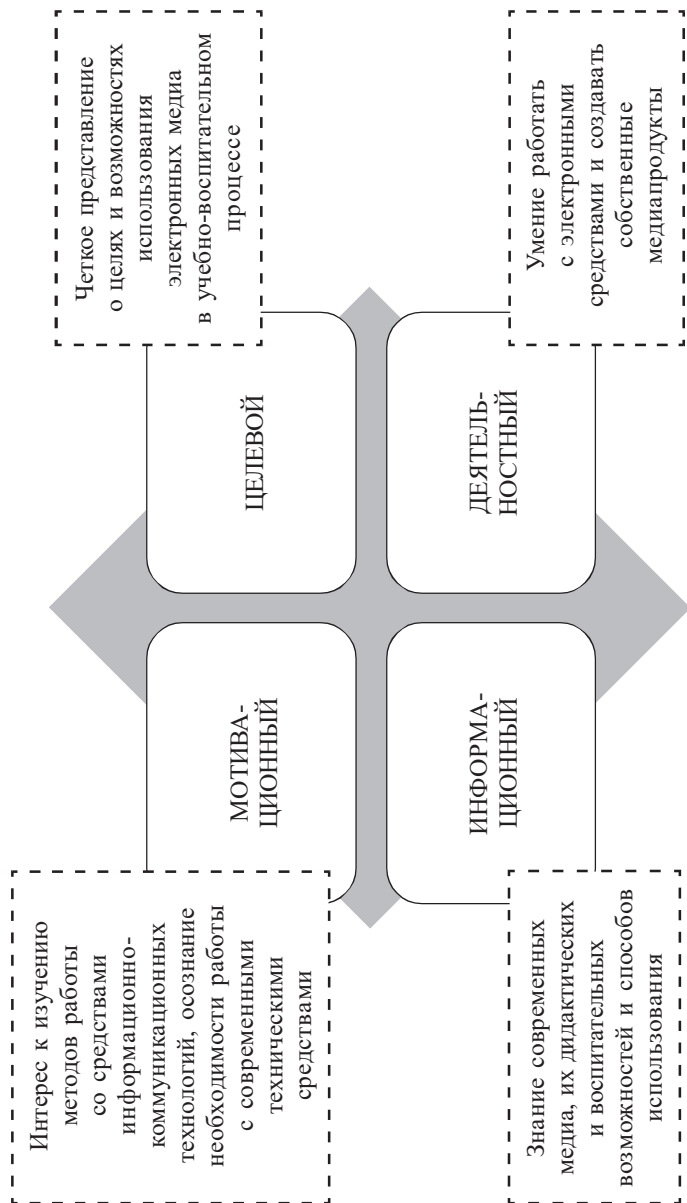 Интерес к изучению
методов работы
со средствами
информационно-
коммуникационных
технологий, осознание
необходимости работы
с современными
техническими
средствами
МОТИВА-
ЦИОННЫЙ
ЦЕЛЕВОЙ
Четкое представление
о целях и возможностях
использования
электронных медиа
в учебно-воспитательном
процессе
Знание современных
медиа, их дидактических
и воспитательных
возможностей и способов
использования
ИНФОРМА-
ЦИОННЫЙ
ДЕЯТЕЛЬ-
НОСТНЫЙ
Умение работать
с электронными
средствами и создавать
собственные
медиапродукты